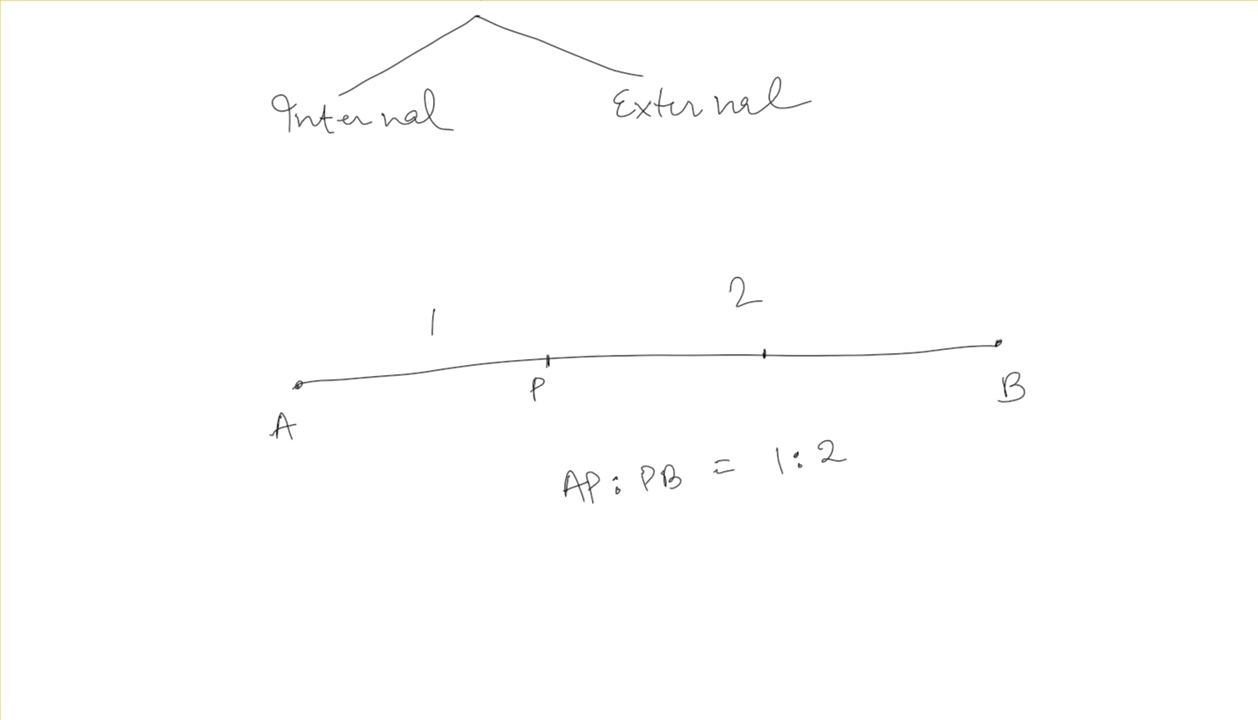 Internal External
1 2
A P B
AP : PB = 1 : 2